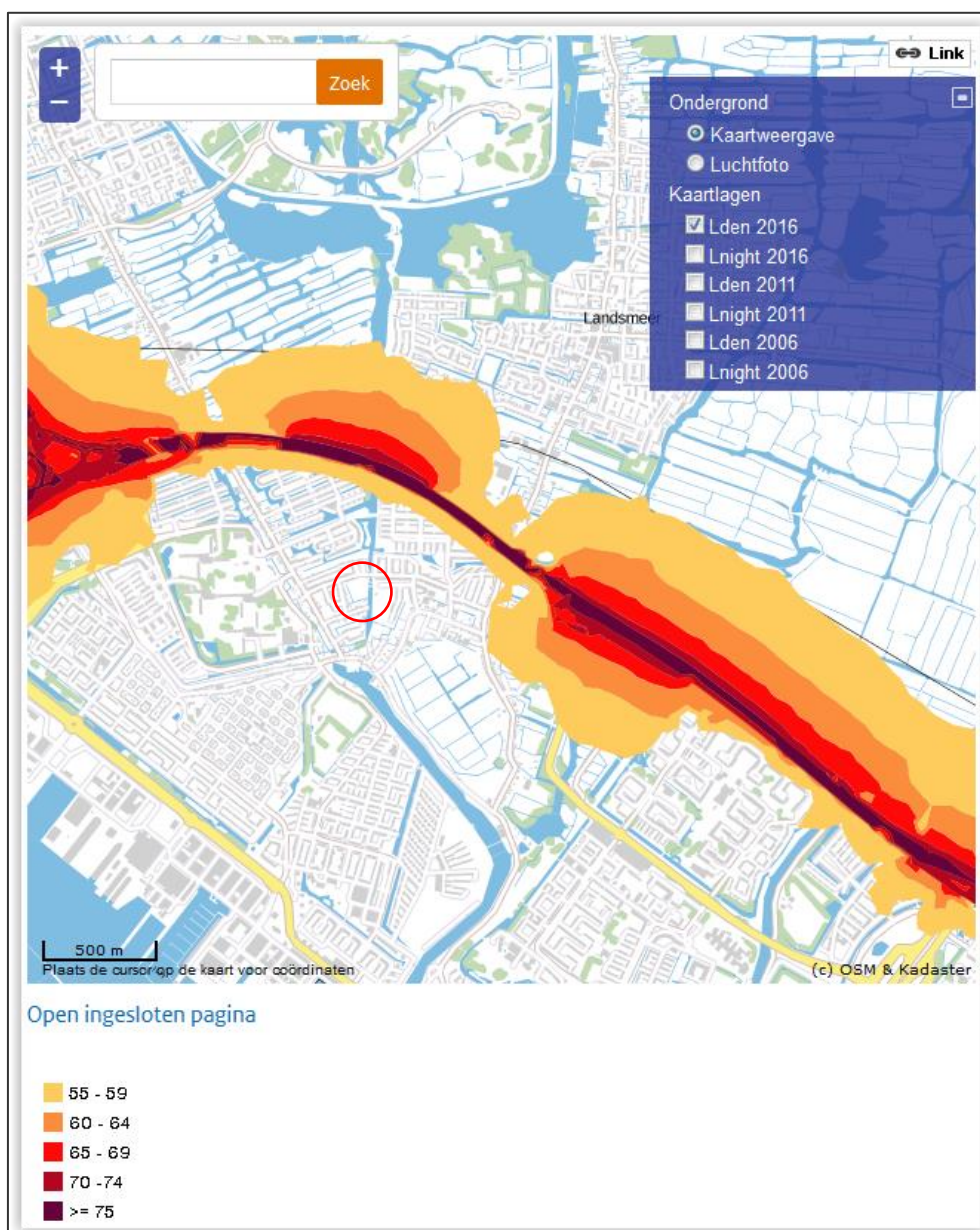 +
−
Zoek
Link
Ondergrond
Kaartweergave
Luchtfoto
Kaartlagen
Lden 2016
Lnight 2016
Lden 2011
Lnight 2011
Lden 2006
Lnight 2006
Landsmeer
500 m
Plaats de cursor op de kaart voor coördinaten
(c) OSM & Kadaster
Open ingesloten pagina
55 - 59
60 - 64
65 - 69
70 -74
>= 75